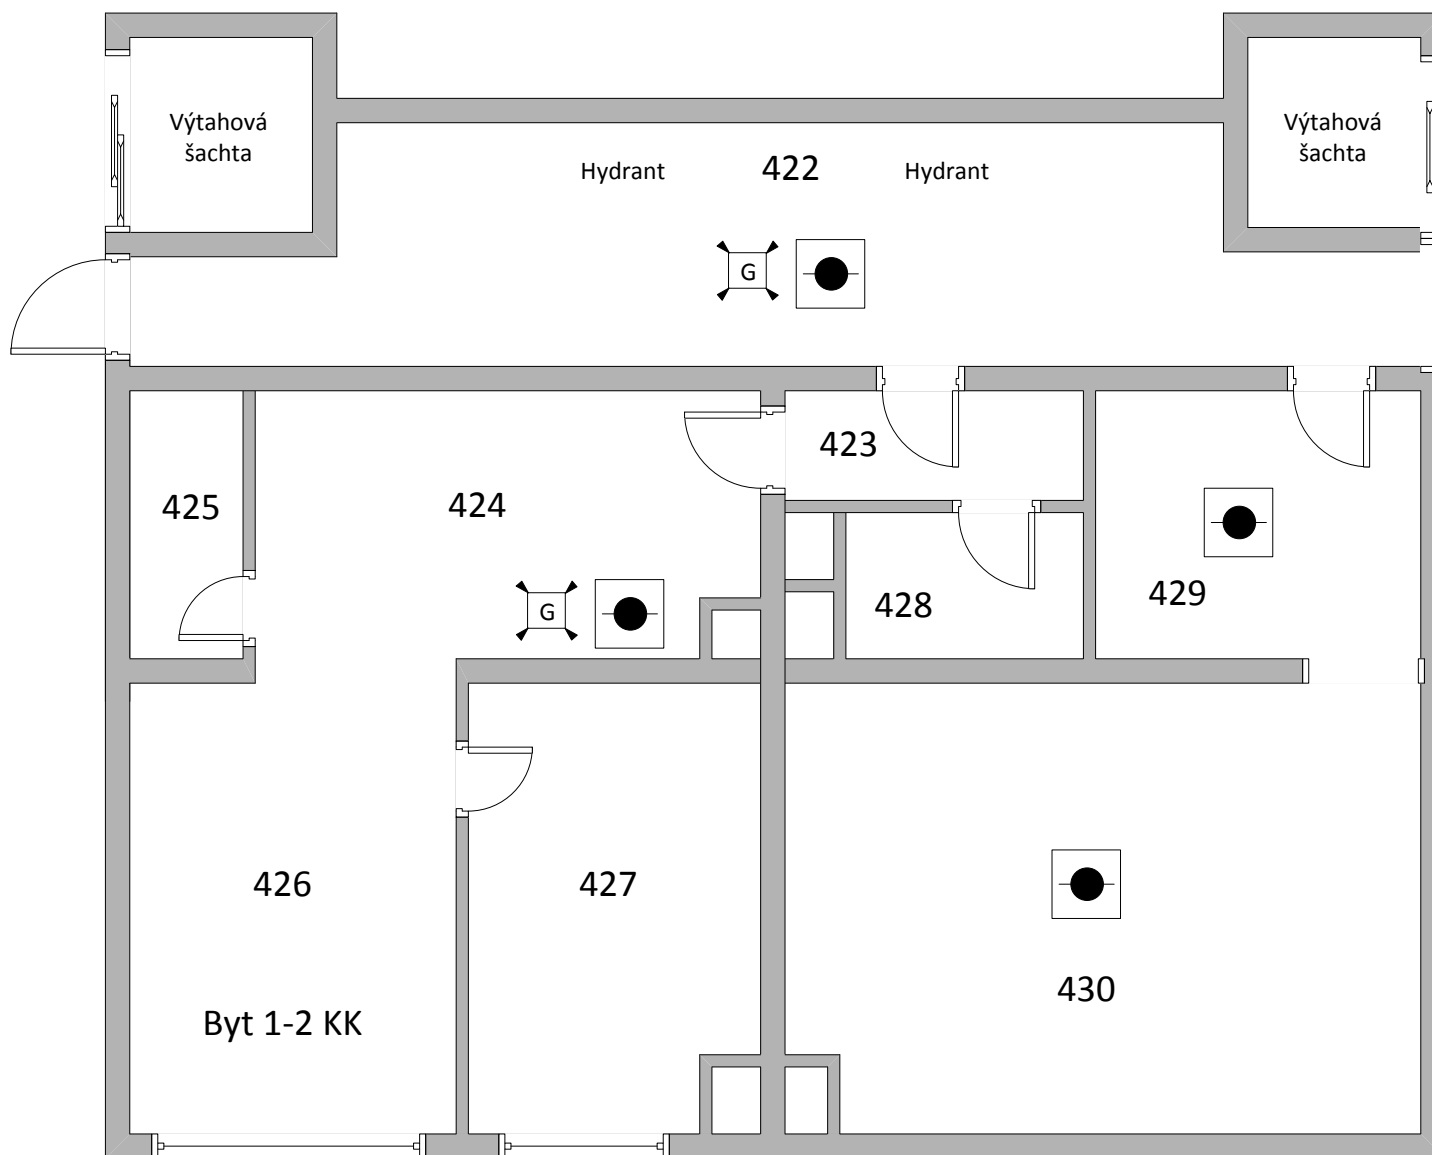 Výtahová
šachta
Hydrant
422
Hydrant
Výtahová
šachta
G
423
425
424
428
429
G
426
427
430
Byt 1-2 KK